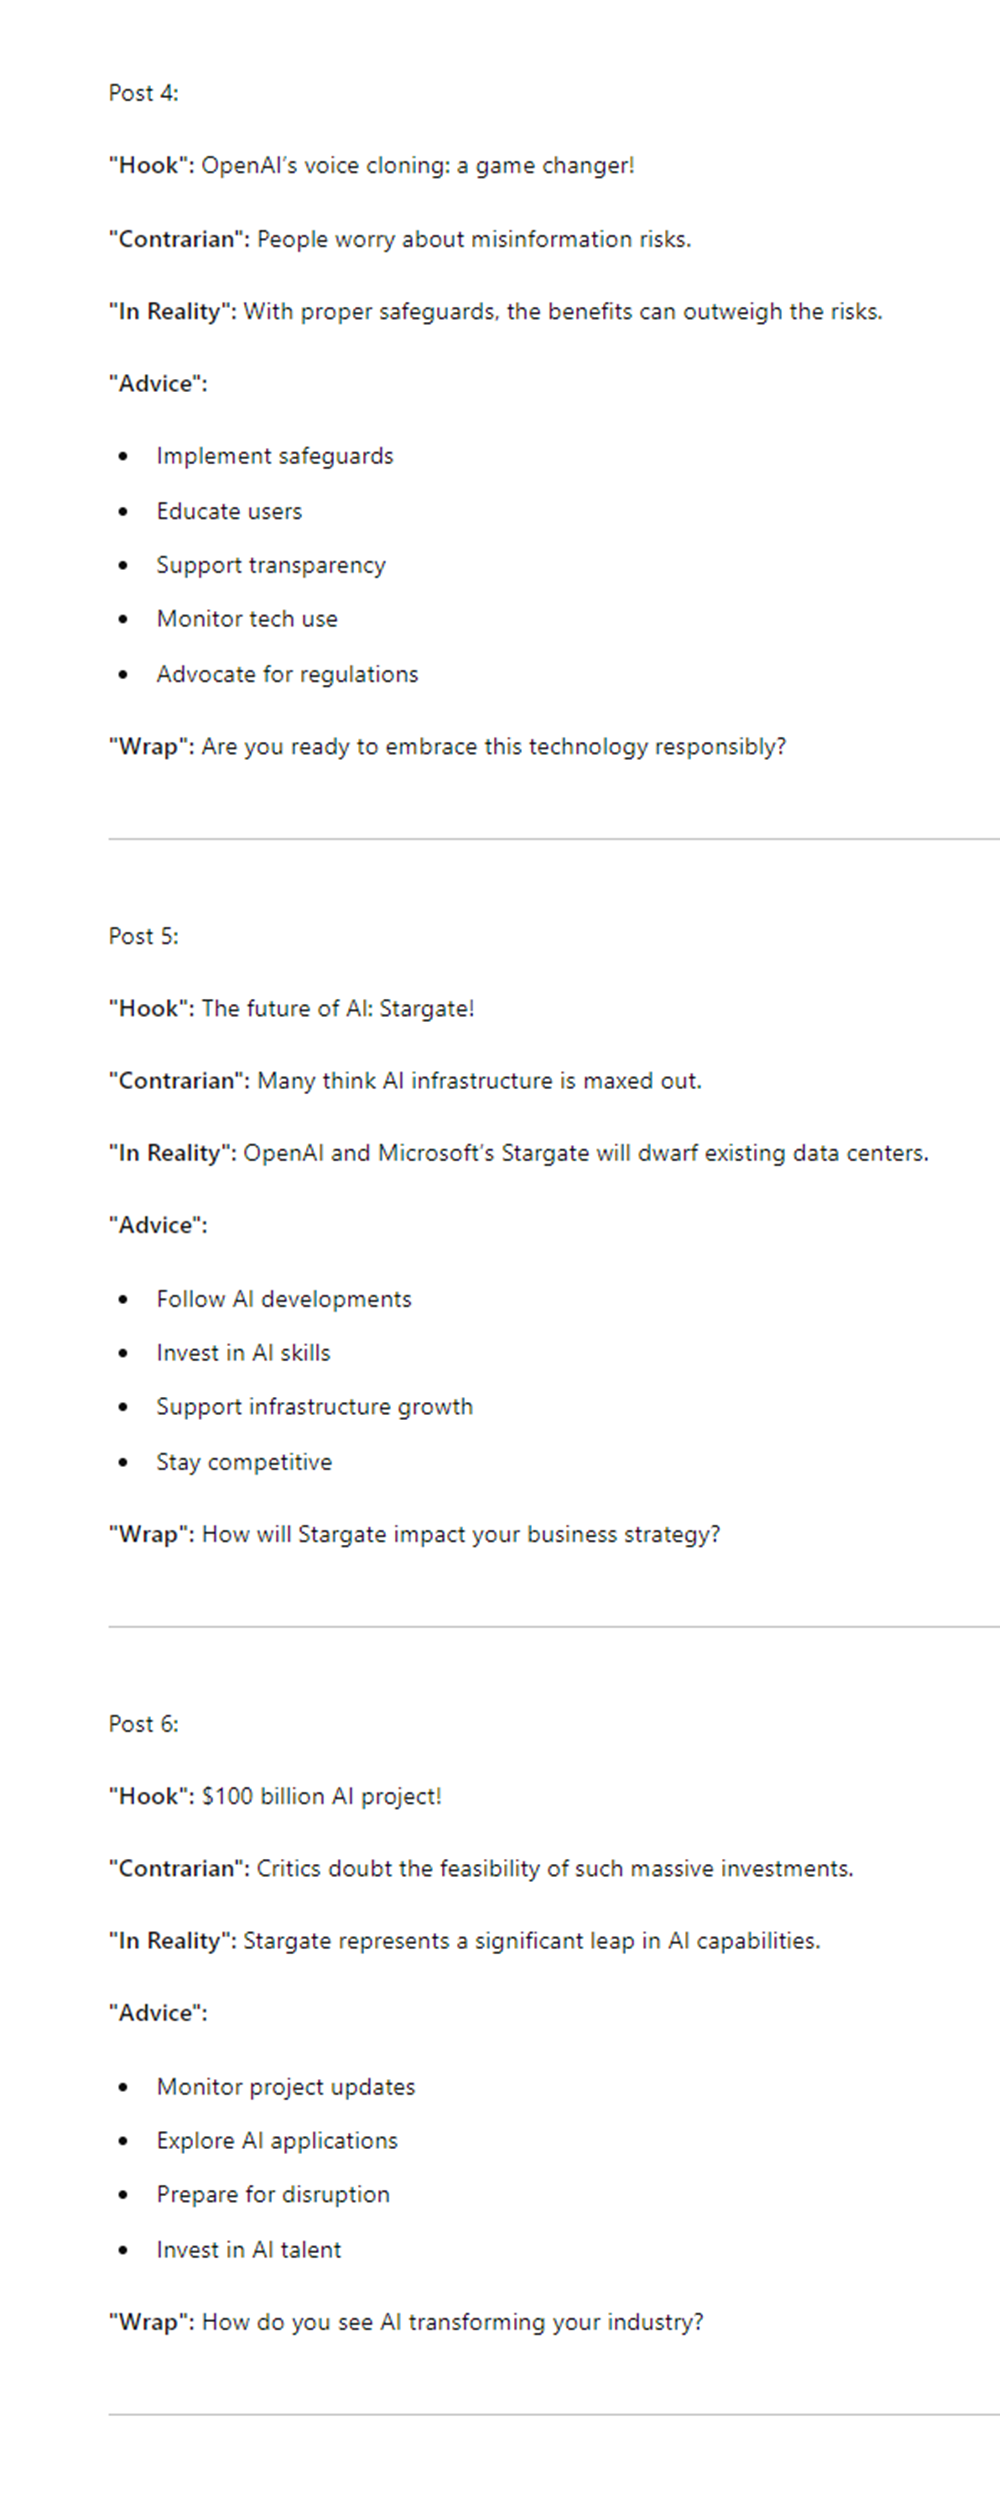 Post 4:
"Hook": OpenAI’s voice cloning: a game changer!
"Contrarian": People worry about misinformation risks.
"In Reality": With proper safeguards, the benefits can outweigh the risks.
"Advice":
• Implement safeguards
• Educate users
• Support transparency
• Monitor tech use
• Advocate for regulations
"Wrap": Are you ready to embrace this technology responsibly?
Post 5:
"Hook": The future of AI: Stargate!
"Contrarian": Many think AI infrastructure is maxed out.
"In Reality": OpenAI and Microsoft’s Stargate will dwarf existing data centers.
"Advice":
• Follow AI developments
• Invest in AI skills
• Support infrastructure growth
• Stay competitive
"Wrap": How will Stargate impact your business strategy?
Post 6:
"Hook": $100 billion AI project!
"Contrarian": Critics doubt the feasibility of such massive investments.
"In Reality": Stargate represents a significant leap in AI capabilities.
"Advice":
• Monitor project updates
• Explore AI applications
• Prepare for disruption
• Invest in AI talent
"Wrap": How do you see AI transforming your industry?